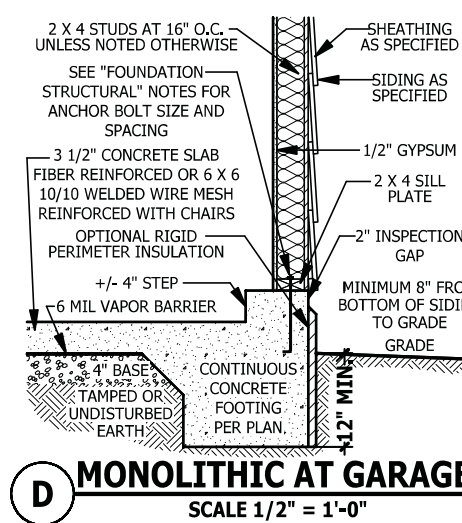 2 X 4 STUDS AT 16" O.C.
UNLESS NOTED OTHERWISE
SEE "FOUNDATION
STRUCTURAL" NOTES FOR
ANCHOR BOLT SIZE AND
SPACING
3 1/2" CONCRETE SLAB
FIBER REINFORCED OR 6 X 6
10/10 WELDED WIRE MESH
REINFORCED WITH CHAIRS
OPTIONAL RIGID
PERIMETER INSULATION
+/- 4" STEP
6 MIL VAPOR BARRIER
4" BASE
TAMPED OR
UNDISTURBED
EARTH
CONTINUOUS
CONCRETE
FOOTING
PER PLAN
SHEATHING
AS SPECIFIED
SIDING AS
SPECIFIED
1/2" GYPSUM
2 X 4 SILL
PLATE
2" INSPECTION
GAP
MINIMUM 8" FRO
BOTTOM OF SIDI
TO GRADE
GRADE
12" MIN.
D MONOLITHIC AT GARAGE
SCALE 1/2" = 1'-0"